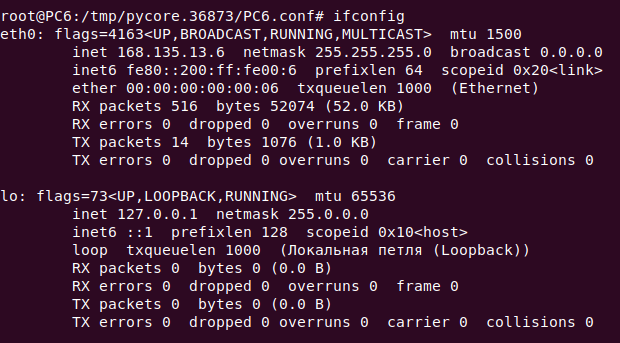 root@PC6:/tmp/pycore.36873/PC6.conf# ifconfig
eth0: flags=4163<UP,BROADCAST,RUNNING,MULTICAST>  mtu 1500
        inet 168.135.13.6  netmask 255.255.255.0  broadcast 0.0.0.0
        inet6 fe80::200:ff:fe00:6  prefixlen 64  scopeid 0x20<link>
        ether 00:00:00:00:00:06  txqueuelen 1000  (Ethernet)
        RX packets 516  bytes 52074 (52.0 KB)
        RX errors 0  dropped 0  overruns 0  frame 0
        TX packets 14  bytes 1076 (1.0 KB)
        TX errors 0  dropped 0 overruns 0  carrier 0  collisions 0

lo: flags=73<UP,LOOPBACK,RUNNING>  mtu 65536
        inet 127.0.0.1  netmask 255.0.0.0
        inet6 ::1  prefixlen 128  scopeid 0x10<host>
        loop  txqueuelen 1000  (Локальная петля (Loopback))
        RX packets 0  bytes 0 (0.0 B)
        RX errors 0  dropped 0  overruns 0  frame 0
        TX packets 0  bytes 0 (0.0 B)
        TX errors 0  dropped 0 overruns 0  carrier 0  collisions 0